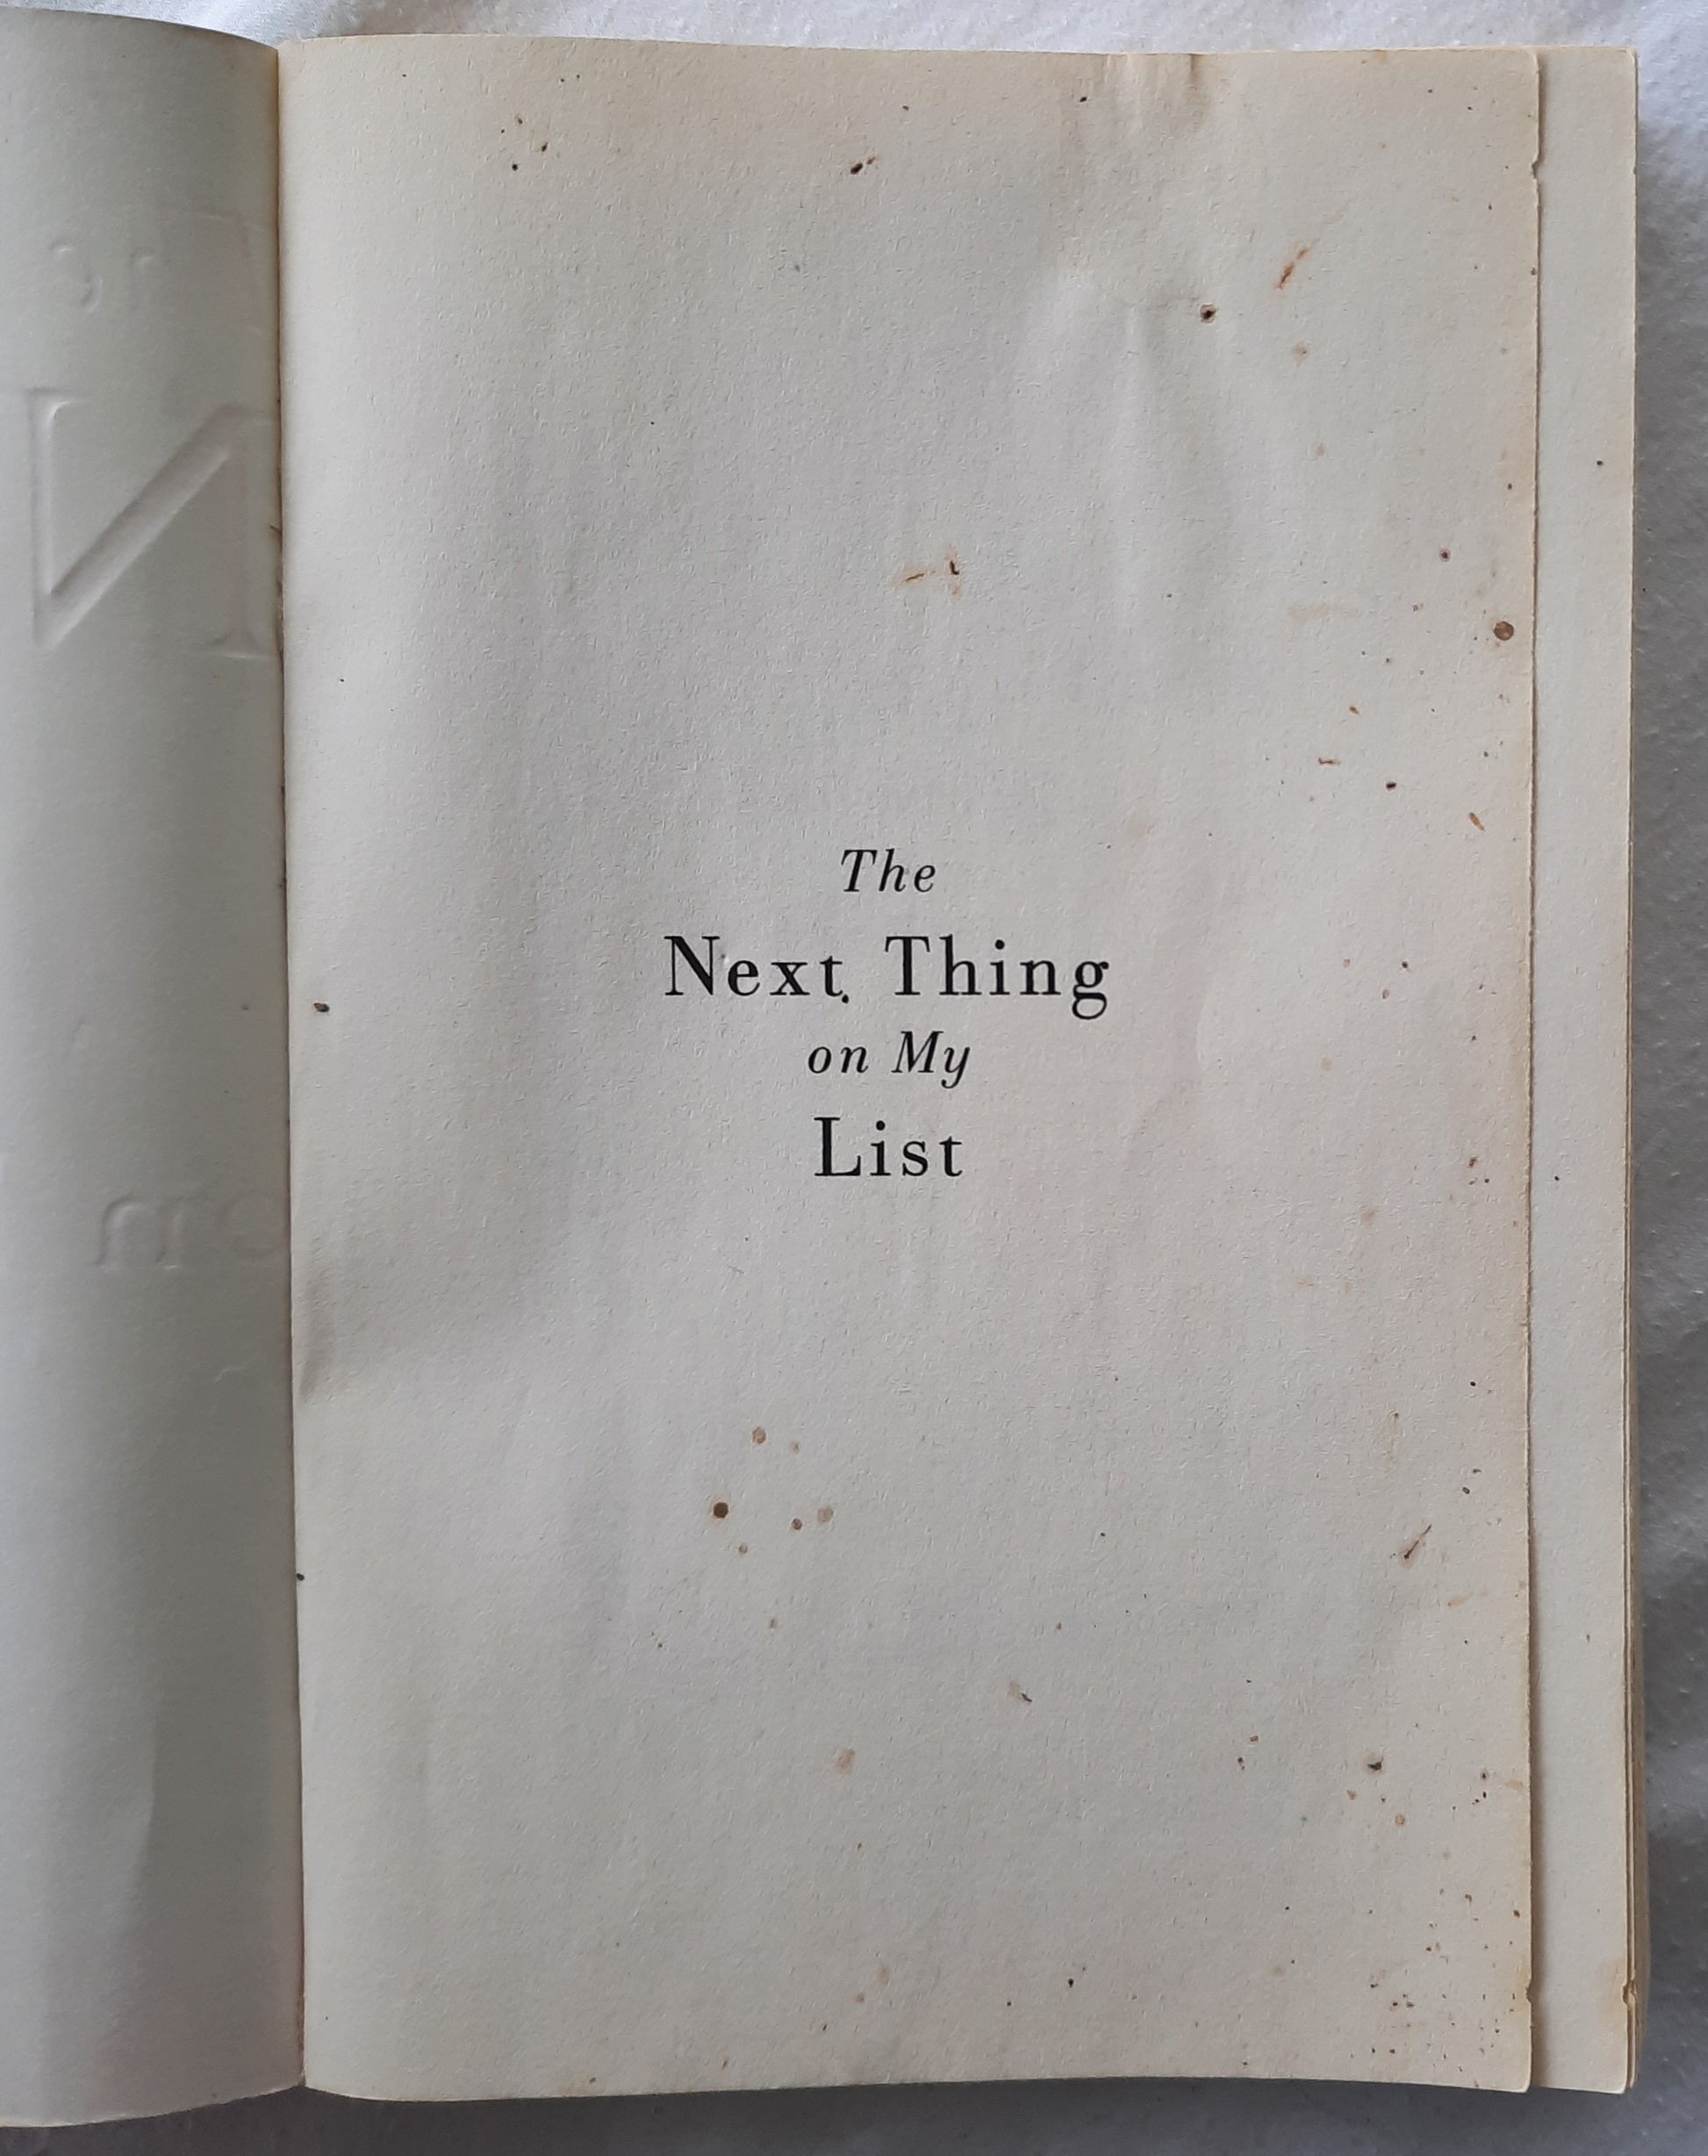 The
Next Thing
on My
List